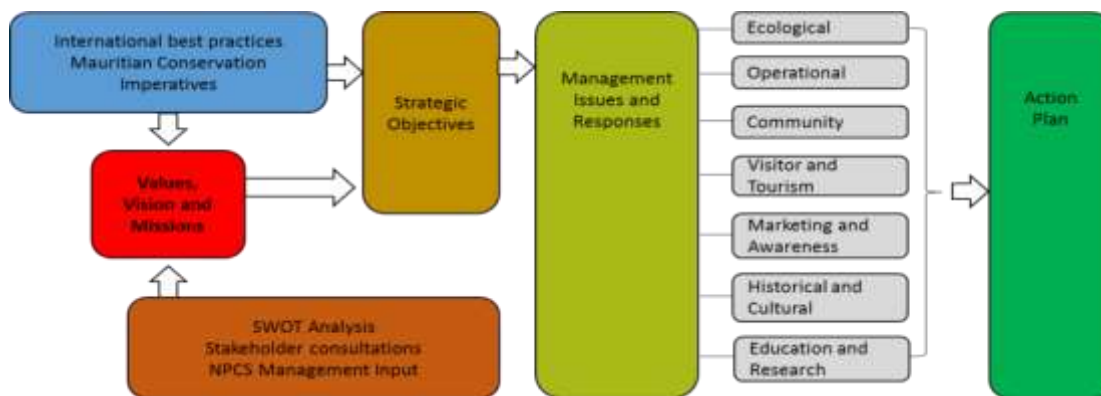 International best practices
Mauritian Conservation
Imperatives
Values,
Vision and
Missions
SWOT Analysis
Stakeholder consultations
NPCS Management Input
Strategic
Objectives
Management
Issues and
Responses
Ecological
Operational
Community
Visitor and
Tourism
Marketing and
Awareness
Historical and
Cultural
Education and
Research
Action
Plan